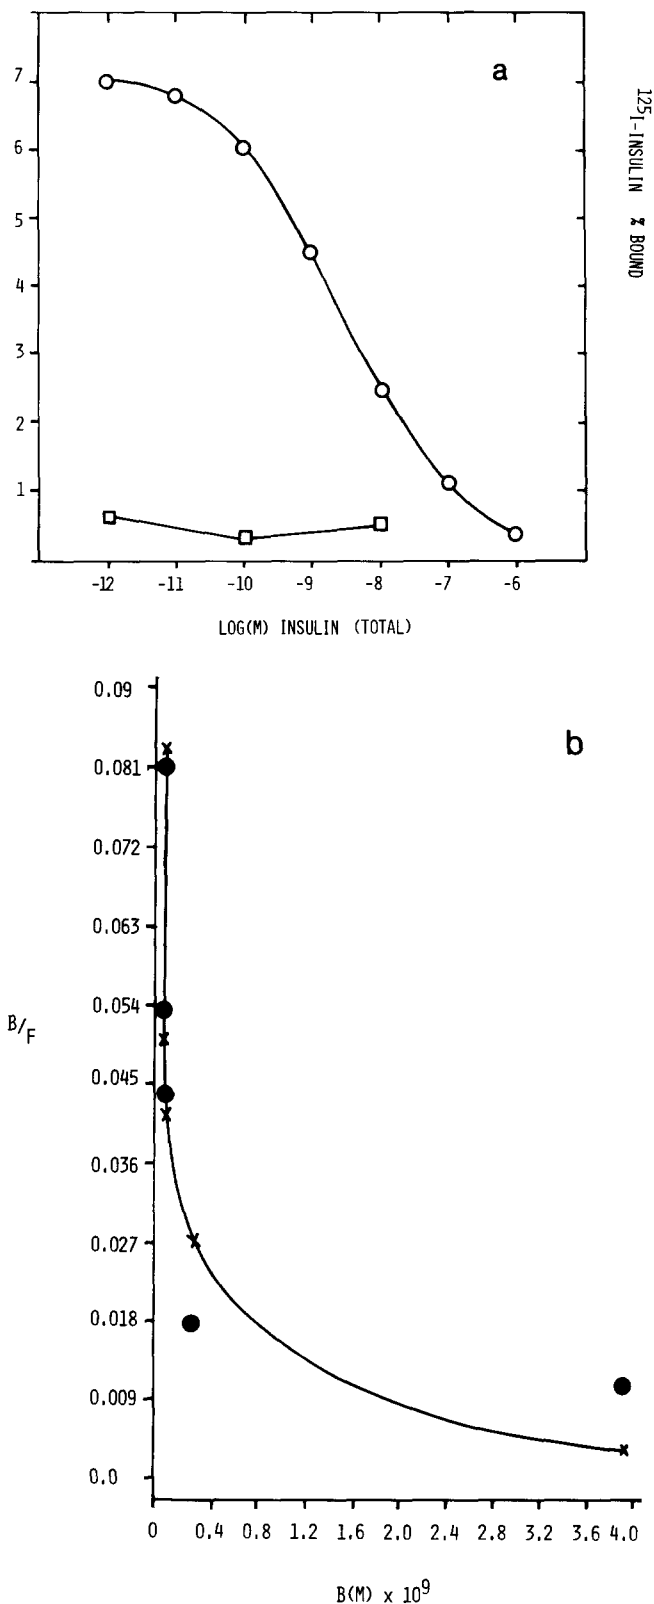 a
7
6
5
4
3
2
1
-12 -11 -10 -9 -8 -7 -6
LOG(M) INSULIN (TOTAL)
125I-INSULIN % BOUND
b
0.09
0.081
0.072
0.063
0.054
0.045
0.036
0.027
0.018
0.009
0.0
B/F
0 0.4 0.8 1.2 1.6 2.0 2.4 2.8 3.2 3.6 4.0
B(M) x 10⁹